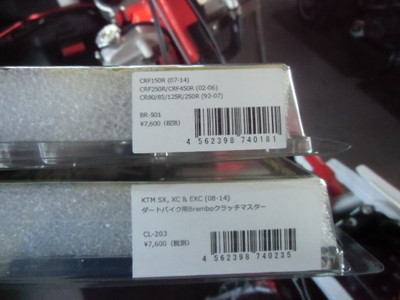 CRF150R (07-14)
CRF250R/CRF450R (02-06)
CR80/85/125R/250R (92-07)
BR-501
¥7,600 (税別)
4 562398 740181
KTM SX, XC & EXC (08-14)
ダートバイク用Bremboクラッチマスター
CL-203
¥7,600 (税別)
4 562398 740235